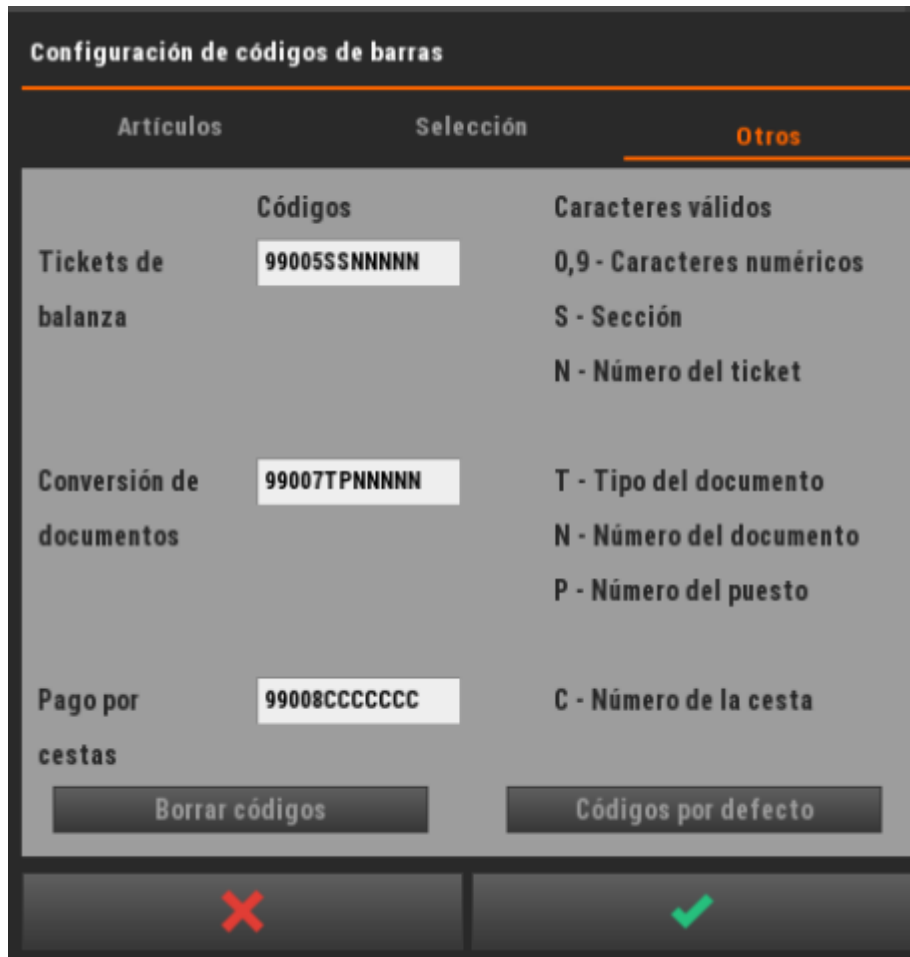 Configuración de códigos de barras
Artículos Selección Otros
Códigos Caracteres válidos
Tickets de 99005SSNNNNN 0,9 - Caracteres numéricos
balanza S - Sección
N - Número del ticket
Conversión de 99007TPNNNNN T - Tipo del documento
documentos N - Número del documento
P - Número del puesto
Pago por 99008CCCCCCC C - Número de la cesta
cestas
Borrar códigos Códigos por defecto